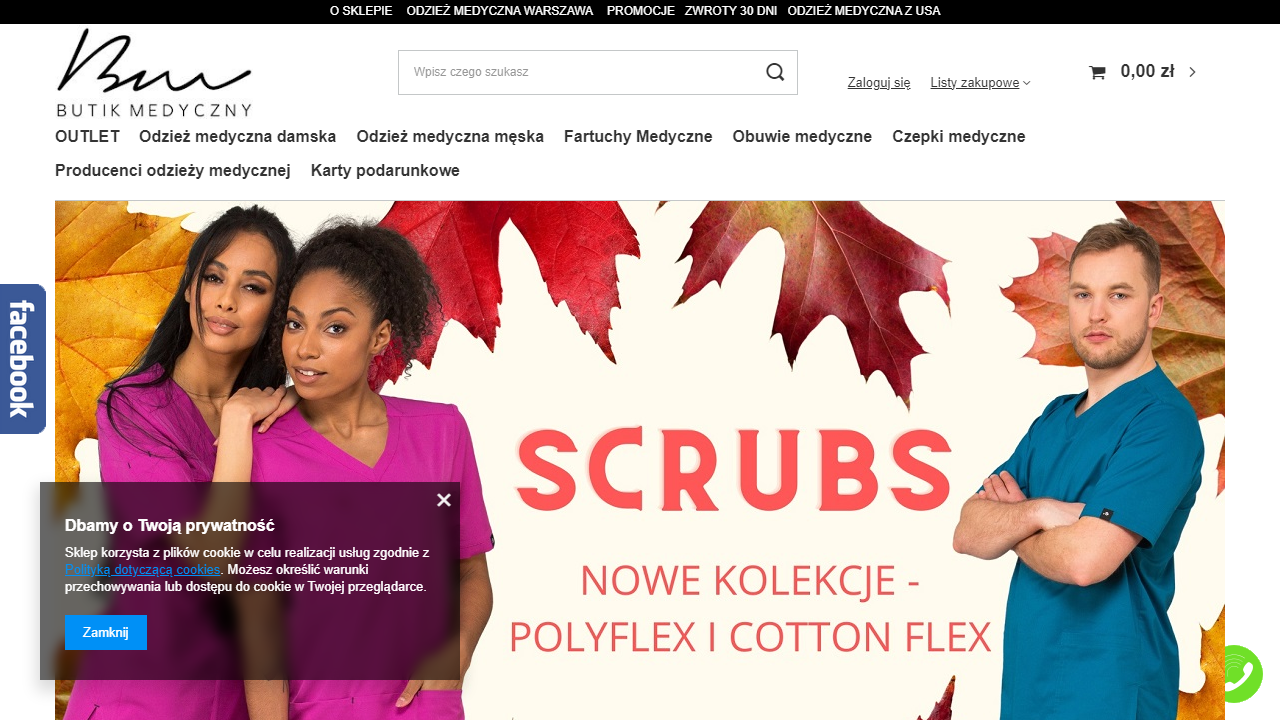 O SKLEPIE ODZIEŻ MEDYCZNA WARSZAWA PROMOCJE ZWROTY 30 DNI ODZIEŻ MEDYCZNA Z USA
BUTIK MEDYCZNY
Wpisz czego szukasz
Zaloguj się
Listy zakupowe
0,00 zł
OUTLET Odzież medyczna damska Odzież medyczna męska Fartuchy Medyczne Obuwie medyczne Czepki medyczne
Producenci odzieży medycznej Karty podarunkowe
facebook
SCRUBS
NOWE KOLEKCJE -
POLYFLEX I COTTON FLEX
Dbamy o Twoją prywatność
Sklep korzysta z plików cookie w celu realizacji usług zgodnie z
Polityką dotyczącą cookies. Możesz określić warunki
przechowywania lub dostępu do cookie w Twojej przeglądarce.
Zamknij